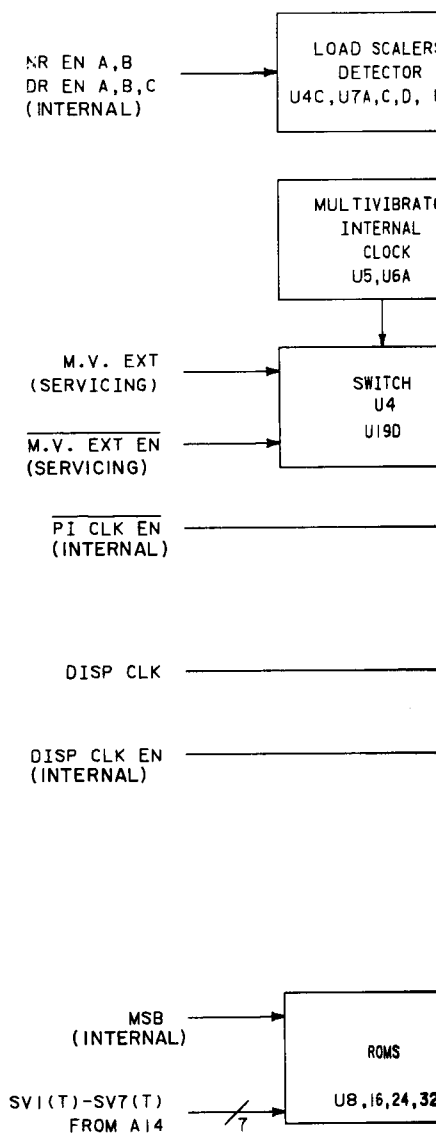 NR EN A,B
DR EN A,B,C
(INTERNAL)
LOAD SCALERS
DETECTOR
U4C,U7A,C,D,
INTERNAL
CLOCK
U5,U6A
M.V. EXT
(SERVICING)
SWITCH
U4
U19D
M.V. EXT EN
(SERVICING)
PI CLK EN
(INTERNAL)
DISP CLK
DISP CLK EN
(INTERNAL)
MSB
(INTERNAL)
ROMS
U8,16,24,32
SV1(T)-SV7(T)
FROM A14
7